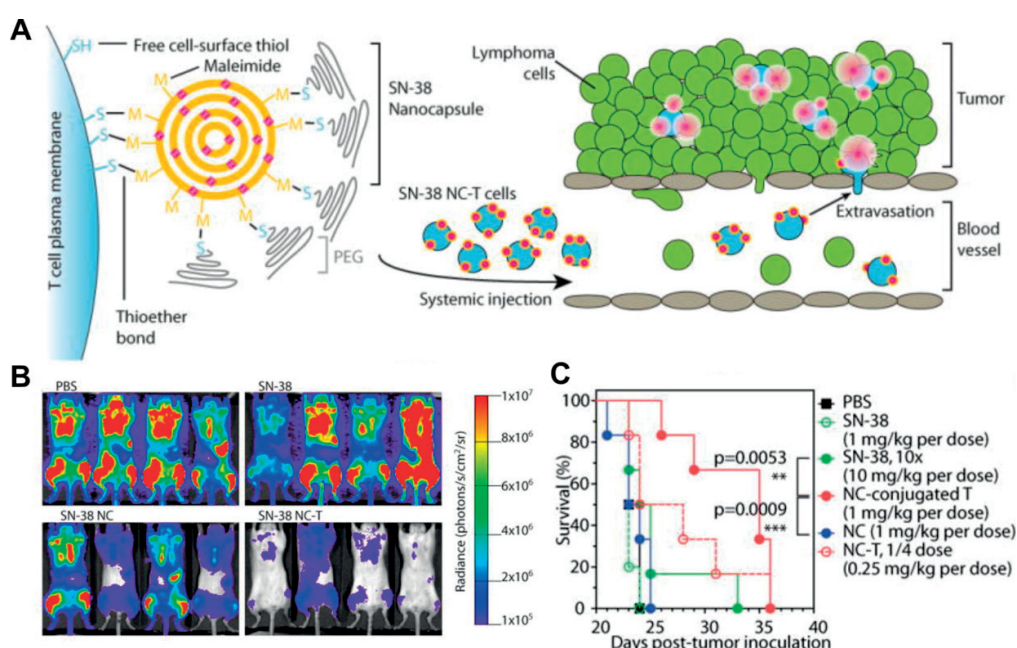 A
SH
Free cell-surface thiol
Maleimide
M
M
S
S
M
S
M
M
S
SN-38
Nanocapsule
S
M
M
S
M
M
S
S
PEG
T cell plasma membrane
Thioether
bond
SN-38 NC-T cells
Systemic injection
Lymphoma
cells
Tumor
Extravasation
Blood
vessel
B
PBS
SN-38
SN-38 NC
SN-38 NC-T
Radiance (photons/s/cm²/sr)
1x10⁷
8x10⁶
6x10⁶
4x10⁶
2x10⁶
1x10⁵
C
Survival (%)
100
80
60
40
20
0
20
25
30
35
40
Days post-tumor inoculation
p=0.0053
**
p=0.0009
***
PBS
SN-38
(1 mg/kg per dose)
SN-38, 10x
(10 mg/kg per dose)
NC-conjugated T
(1 mg/kg per dose)
NC (1 mg/kg per dose)
NC-T, 1/4 dose
(0.25 mg/kg per dose)